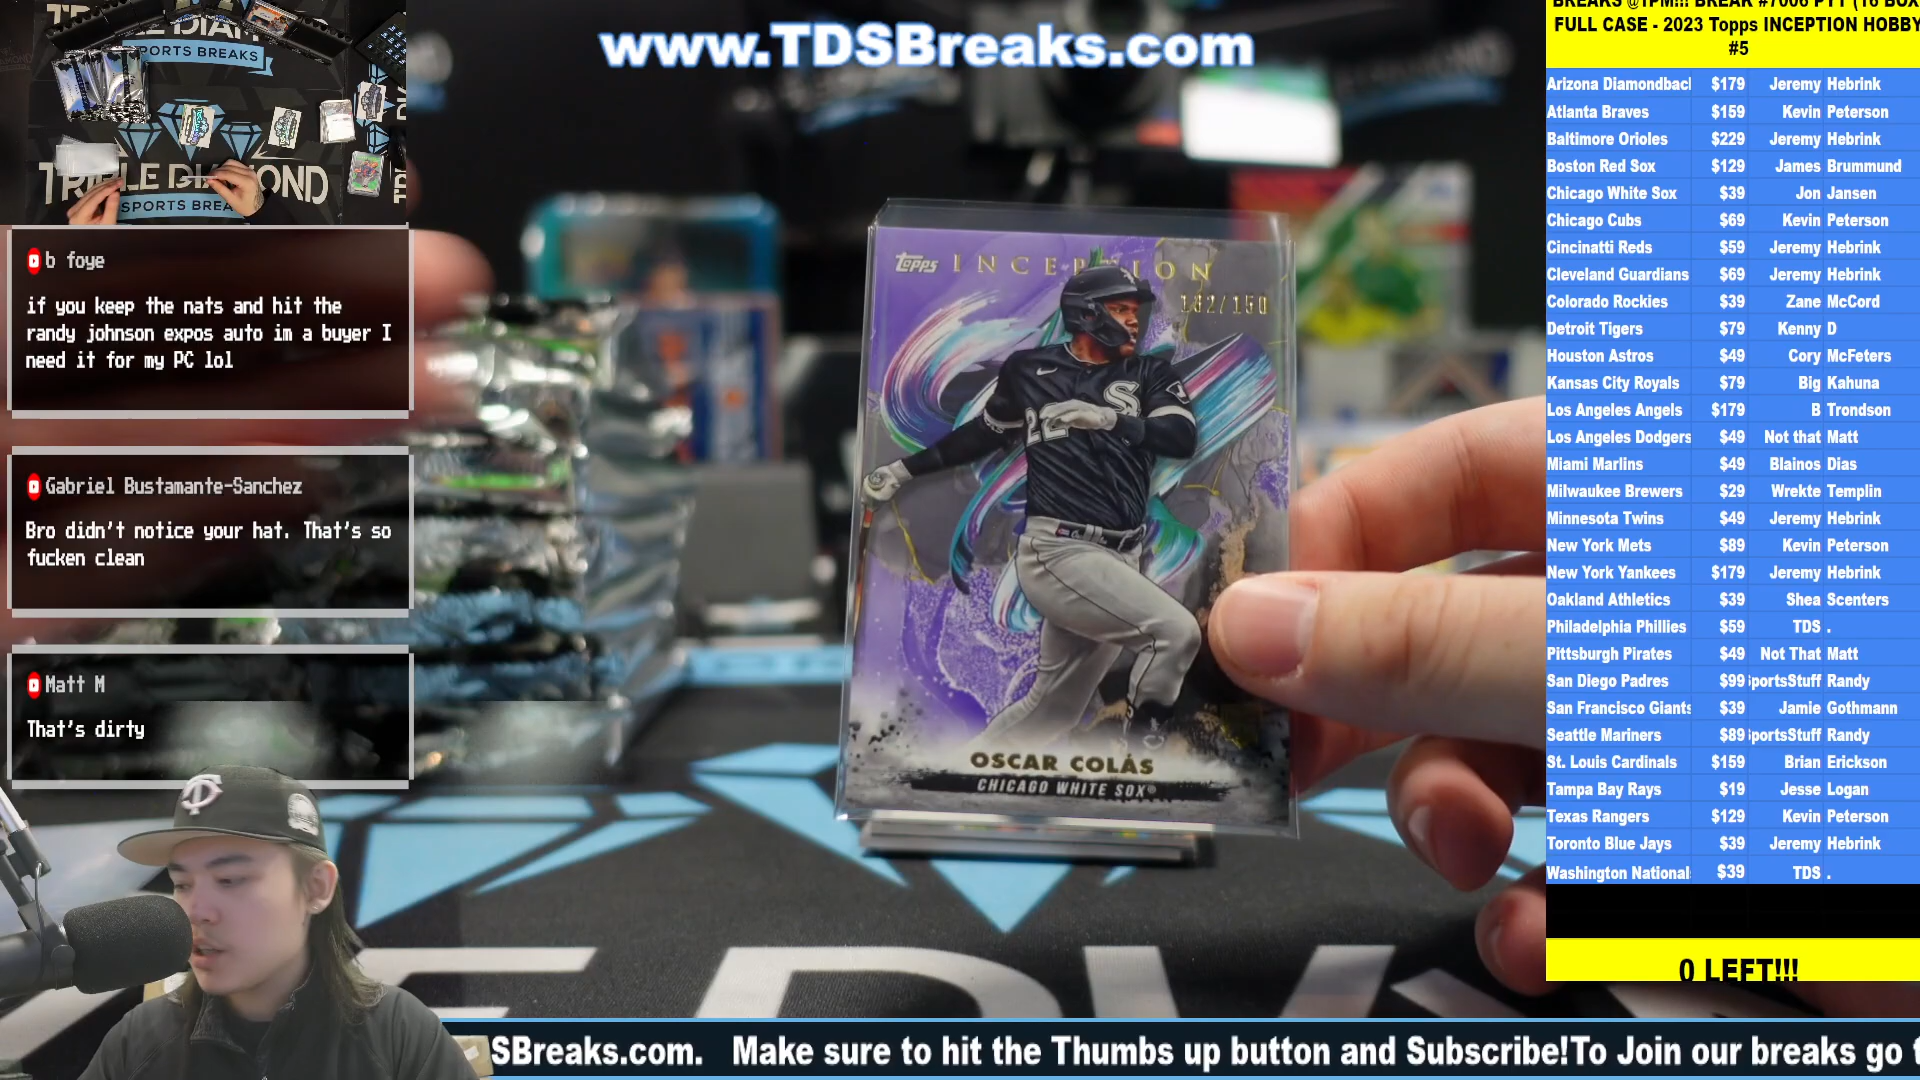 www.TDSBreaks.com
SPORTS BREAKS
TRIPLE DIAMOND
b foye
if you keep the nats and hit the
randy johnson expos auto im a buyer I
need it for my PC lol
Gabriel Bustamante-Sanchez
Bro didn't notice your hat. That's so
fucken clean
Matt M
That's dirty
Topps INCEPTION
OSCAR COLÁS
CHICAGO WHITE SOX®
BREAKS @1PM!!! BREAK #7006 PYT (16 BOX
FULL CASE - 2023 Topps INCEPTION HOBBY
#5
Arizona Diamondbac $179 Jeremy Hebrink
Atlanta Braves $159 Kevin Peterson
Baltimore Orioles $229 Jeremy Hebrink
Boston Red Sox $129 James Brummund
Chicago White Sox $39 Jon Jansen
Chicago Cubs $69 Kevin Peterson
Cincinatti Reds $59 Jeremy Hebrink
Cleveland Guardians $69 Jeremy Hebrink
Colorado Rockies $39 Zane McCord
Detroit Tigers $79 Kenny D
Houston Astros $49 Cory McFeters
Kansas City Royals $79 Big Kahuna
Los Angeles Angels $179 B Trondson
Los Angeles Dodgers $49 Not that Matt
Miami Marlins $49 Blainos Dias
Milwaukee Brewers $29 Wrekte Templin
Minnesota Twins $49 Jeremy Hebrink
New York Mets $89 Kevin Peterson
New York Yankees $179 Jeremy Hebrink
Oakland Athletics $39 Shea Scenters
Philadelphia Phillies $59 TDS .
Pittsburgh Pirates $49 Not That Matt
San Diego Padres $99 portsStuff Randy
San Francisco Giants $39 Jamie Gothmann
Seattle Mariners $89 portsStuff Randy
St. Louis Cardinals $159 Brian Erickson
Tampa Bay Rays $19 Jesse Logan
Texas Rangers $129 Kevin Peterson
Toronto Blue Jays $39 Jeremy Hebrink
Washington National $39 TDS .
0 LEFT!!!
SBreaks.com. Make sure to hit the Thumbs up button and Subscribe!To Join our breaks go